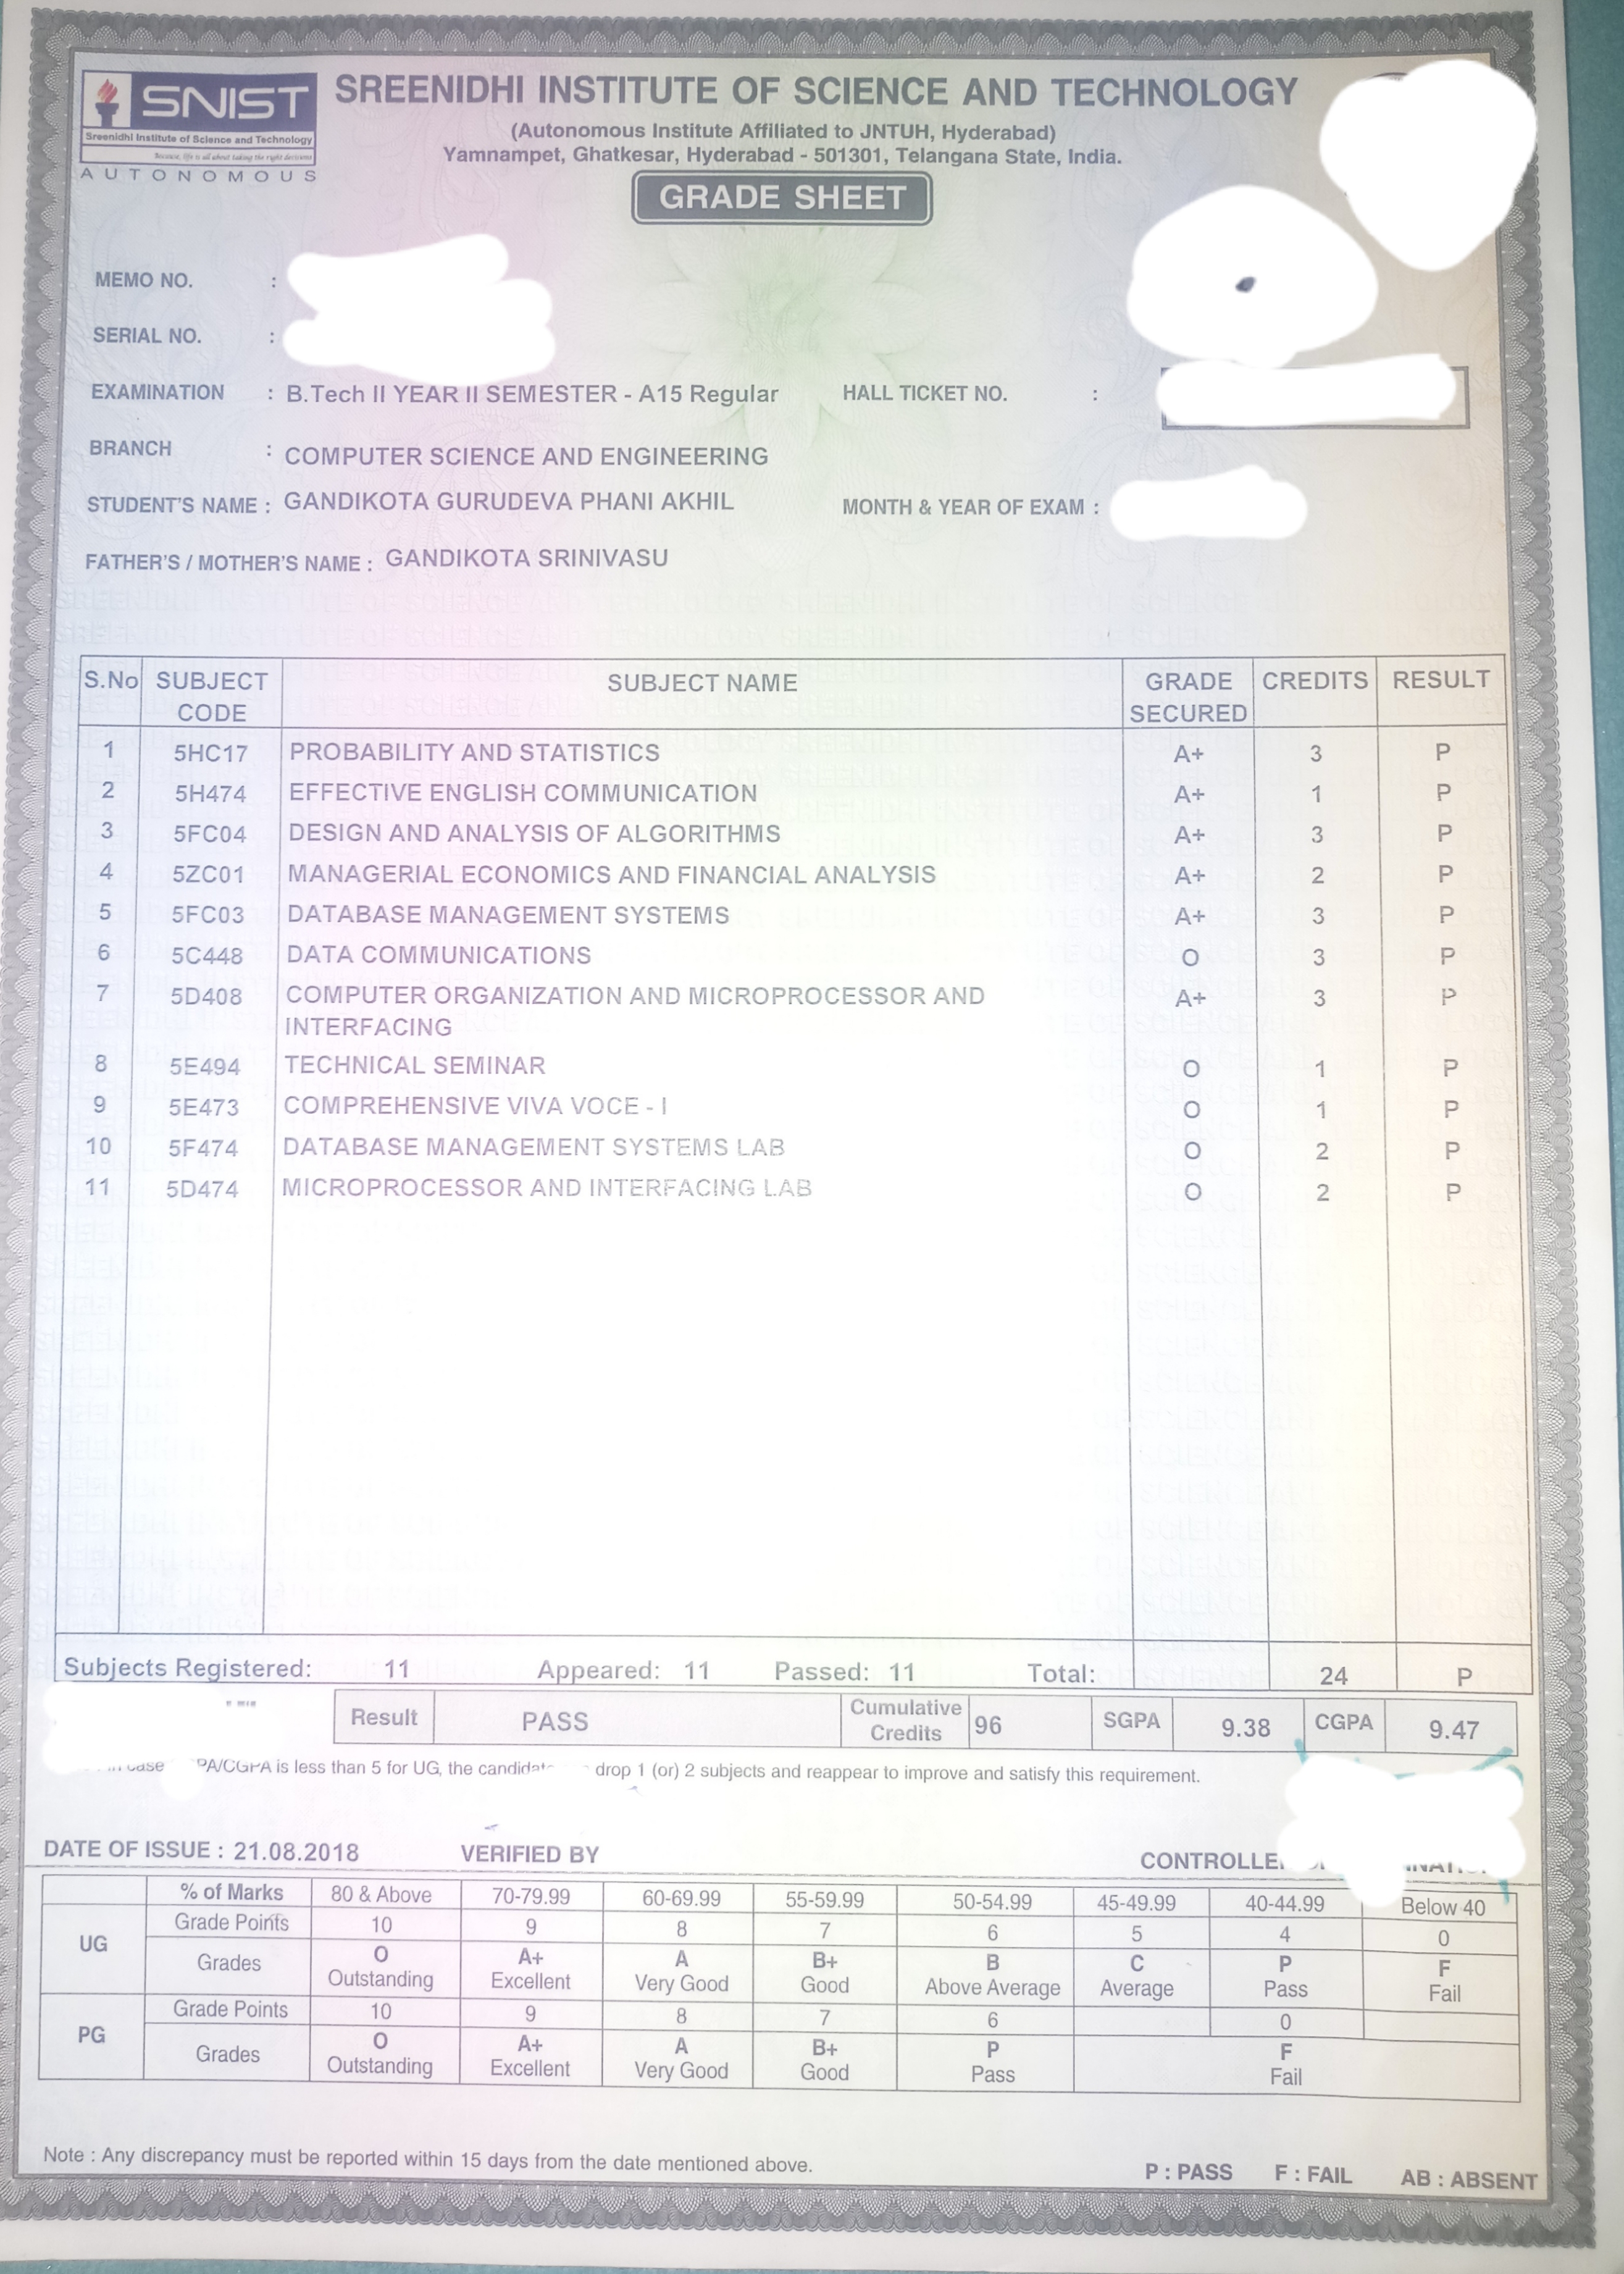 SNIST
Sreenidhi Institute of Science and Technology
Because, life is all about taking the right decisions
AUTONOMOUS
SREENIDHI INSTITUTE OF SCIENCE AND TECHNOLOGY
(Autonomous Institute Affiliated to JNTUH, Hyderabad)
Yamnampet, Ghatkesar, Hyderabad - 501301, Telangana State, India.
GRADE SHEET
MEMO NO. :
SERIAL NO. :
EXAMINATION : B.Tech II YEAR II SEMESTER - A15 Regular HALL TICKET NO. :
BRANCH : COMPUTER SCIENCE AND ENGINEERING
STUDENT'S NAME : GANDIKOTA GURUDEVA PHANI AKHIL MONTH & YEAR OF EXAM :
FATHER'S / MOTHER'S NAME : GANDIKOTA SRINIVASU
S.No SUBJECT CODE SUBJECT NAME GRADE SECURED CREDITS RESULT
1 5HC17 PROBABILITY AND STATISTICS A+ 3 P
2 5H474 EFFECTIVE ENGLISH COMMUNICATION A+ 1 P
3 5FC04 DESIGN AND ANALYSIS OF ALGORITHMS A+ 3 P
4 5ZC01 MANAGERIAL ECONOMICS AND FINANCIAL ANALYSIS A+ 2 P
5 5FC03 DATABASE MANAGEMENT SYSTEMS A+ 3 P
6 5C448 DATA COMMUNICATIONS O 3 P
7 5D408 COMPUTER ORGANIZATION AND MICROPROCESSOR AND A+ 3 P
INTERFACING
8 5E494 TECHNICAL SEMINAR O 1 P
9 5E473 COMPREHENSIVE VIVA VOCE - I O 1 P
10 5F474 DATABASE MANAGEMENT SYSTEMS LAB O 2 P
11 5D474 MICROPROCESSOR AND INTERFACING LAB O 2 P
Subjects Registered: 11 Appeared: 11 Passed: 11 Total: 24 P
Result PASS Cumulative Credits 96 SGPA 9.38 CGPA 9.47
PA/CGPA is less than 5 for UG, the drop 1 (or) 2 subjects and reappear to improve and satisfy this requirement.
DATE OF ISSUE : 21.08.2018 VERIFIED BY
% of Marks 80 & Above 70-79.99 60-69.99 55-59.99 50-54.99 45-49.99 40-44.99 Below 40
UG Grade Points 10 9 8 7 6 5 4 0
Grades O Outstanding A+ Excellent A Very Good B+ Good B Above Average C Average P Pass F Fail
PG Grade Points 10 9 8 7 6 0
Grades O Outstanding A+ Excellent A Very Good B+ Good P Pass F Fail
Note : Any discrepancy must be reported within 15 days from the date mentioned above.
P : PASS F : FAIL AB : ABSENT